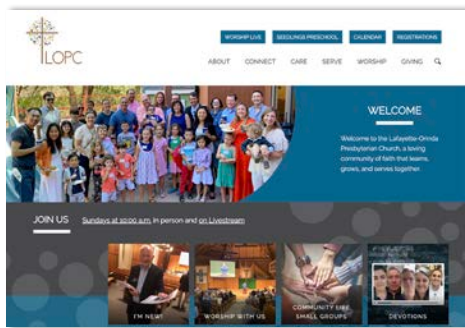 LOPC
WORSHIP LIVE
SEEDLINGS PRESCHOOL
CALENDAR
REGISTRATIONS
ABOUT
CONNECT
CARE
SERVE
WORSHIP
GIVING
WELCOME
Welcome to the Lafayette-Orinda
Presbyterian Church, a loving
community of faith that learns,
grows, and serves together.
JOIN US
Sundays at 10:00 a.m. in person and on Livestream
I'M NEW!
WORSHIP WITH US
COMMUNITY LIFE
SMALL GROUPS
DEVOTIONS